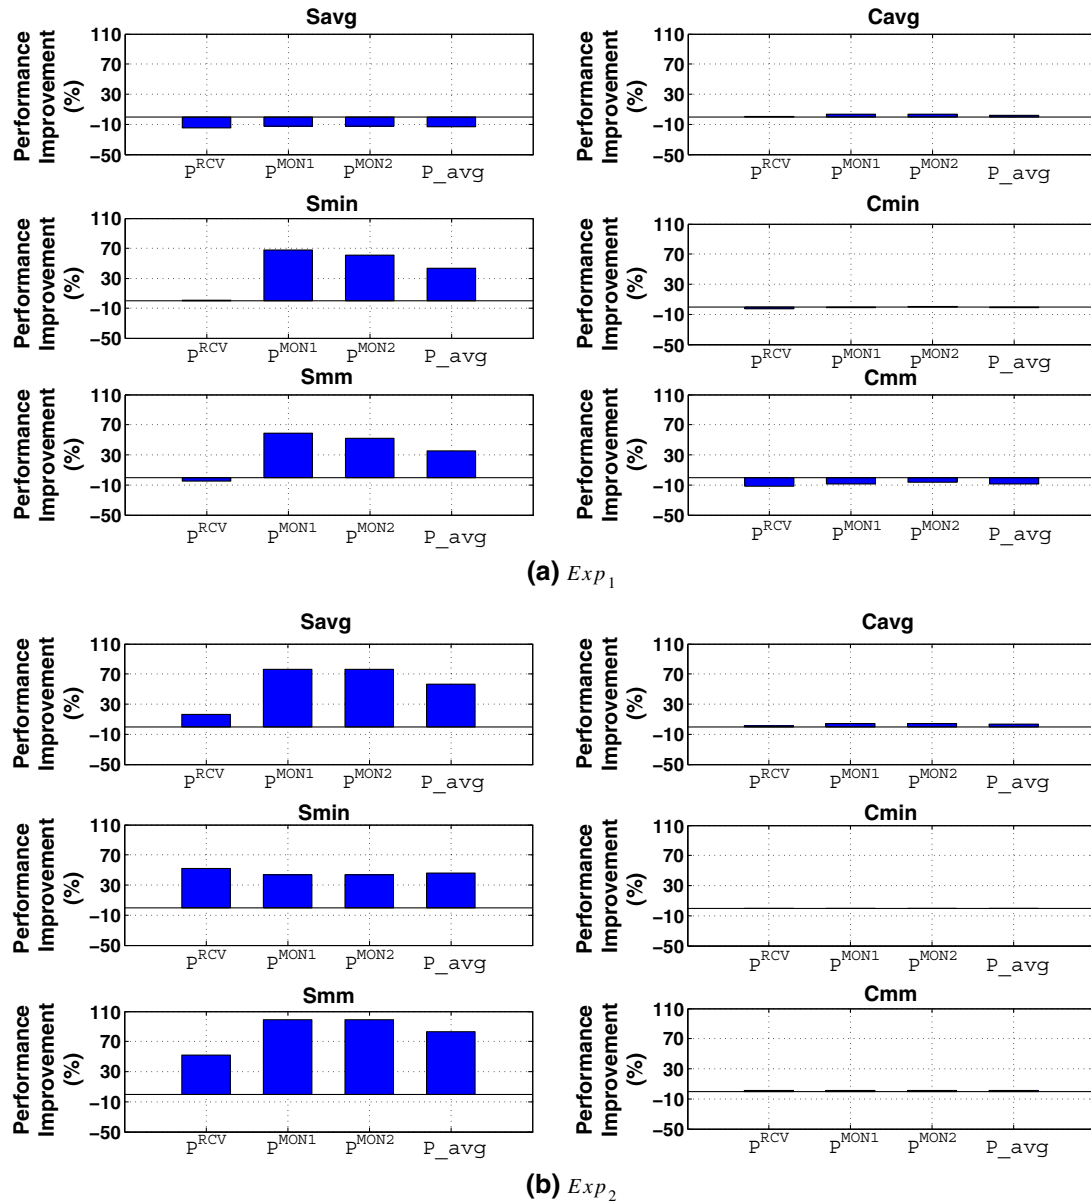 Savg
Performance
Improvement
(%)
110
70
30
−10
−50
P^RCV P^MON1 P^MON2 P_avg
Cavg
Performance
Improvement
(%)
110
70
30
−10
−50
P^RCV P^MON1 P^MON2 P_avg
Smin
Performance
Improvement
(%)
110
70
30
−10
−50
P^RCV P^MON1 P^MON2 P_avg
Cmin
Performance
Improvement
(%)
110
70
30
−10
−50
P^RCV P^MON1 P^MON2 P_avg
Smm
Performance
Improvement
(%)
110
70
30
−10
−50
P^RCV P^MON1 P^MON2 P_avg
Cmm
Performance
Improvement
(%)
110
70
30
−10
−50
P^RCV P^MON1 P^MON2 P_avg
(a) Exp₁
Savg
Performance
Improvement
(%)
110
70
30
−10
−50
P^RCV P^MON1 P^MON2 P_avg
Cavg
Performance
Improvement
(%)
110
70
30
−10
−50
P^RCV P^MON1 P^MON2 P_avg
Smin
Performance
Improvement
(%)
110
70
30
−10
−50
P^RCV P^MON1 P^MON2 P_avg
Cmin
Performance
Improvement
(%)
110
70
30
−10
−50
P^RCV P^MON1 P^MON2 P_avg
Smm
Performance
Improvement
(%)
110
70
30
−10
−50
P^RCV P^MON1 P^MON2 P_avg
Cmm
Performance
Improvement
(%)
110
70
30
−10
−50
P^RCV P^MON1 P^MON2 P_avg
(b) Exp₂